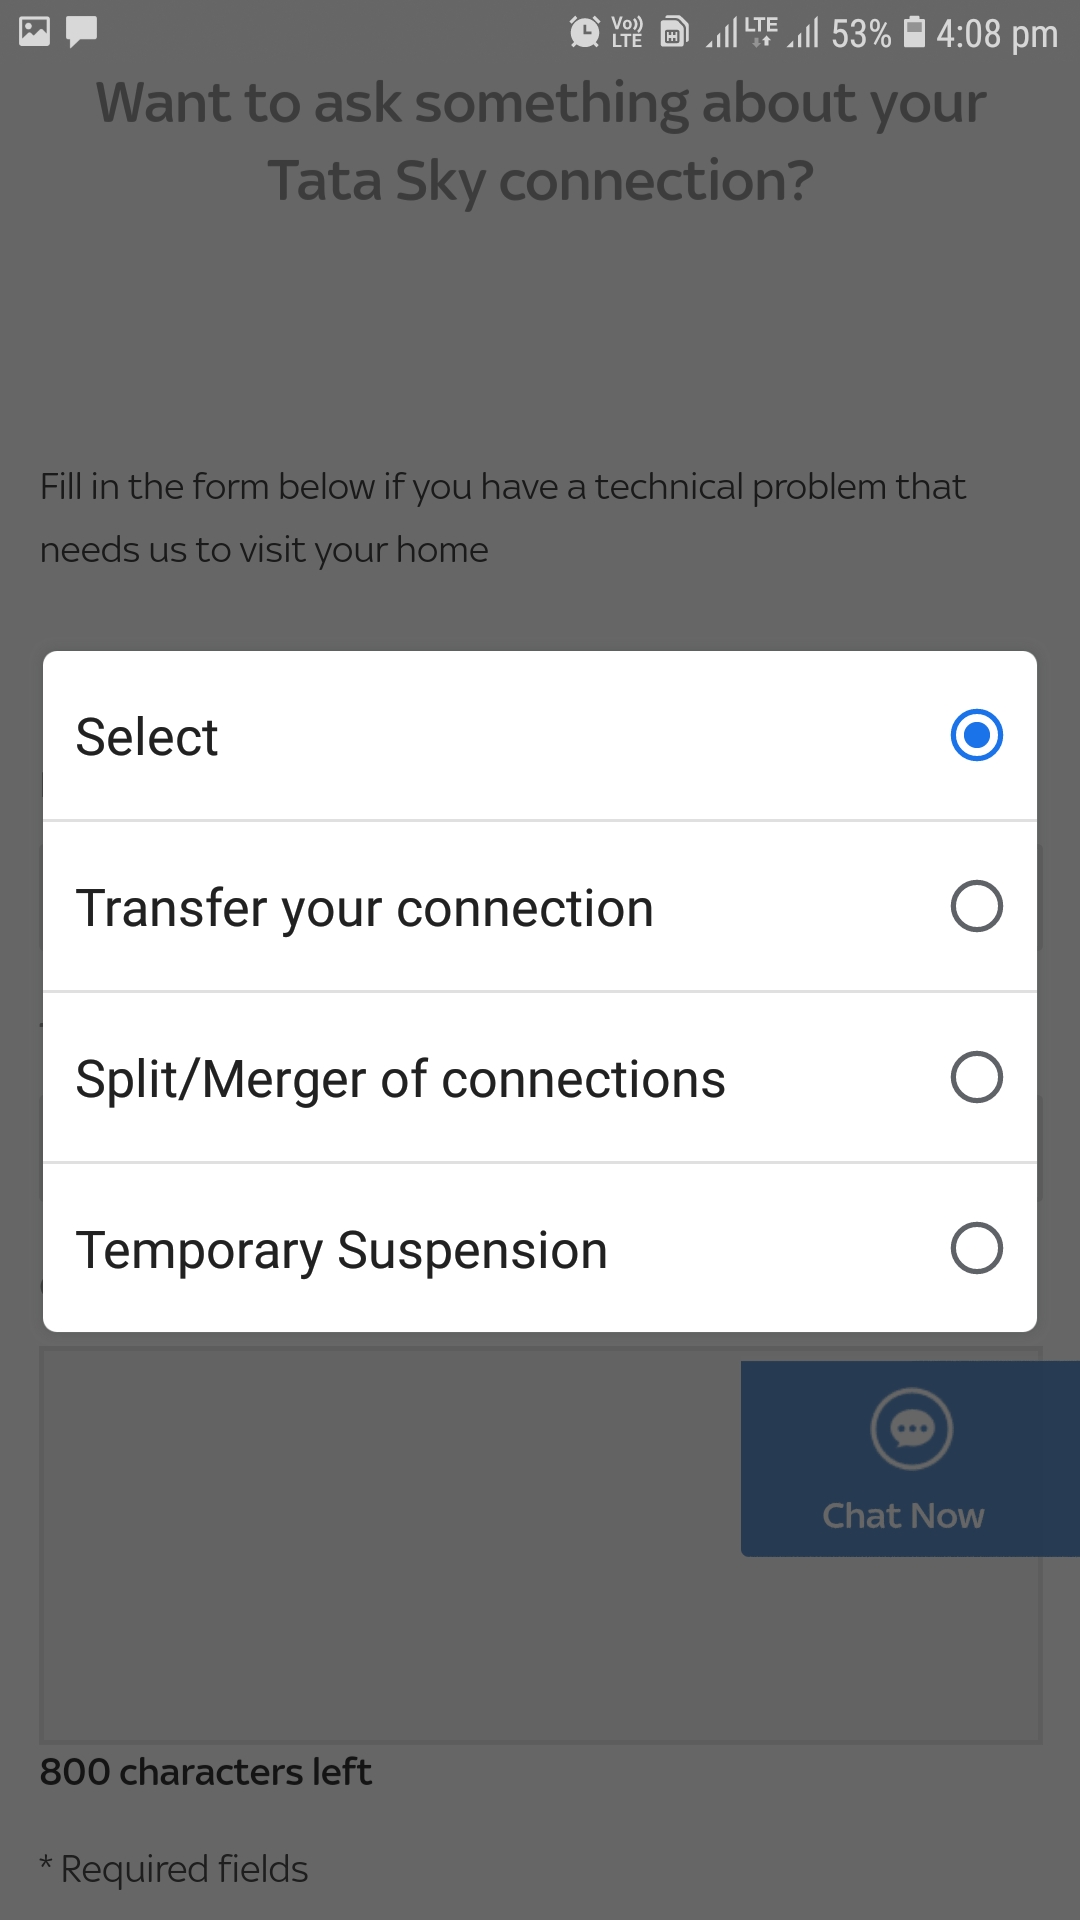 Vo)) LTE LTE 53% 4:08 pm
Want to ask something about your
Tata Sky connection?
Fill in the form below if you have a technical problem that
needs us to visit your home
Select
Transfer your connection
Split/Merger of connections
Temporary Suspension
Chat Now
800 characters left
* Required fields